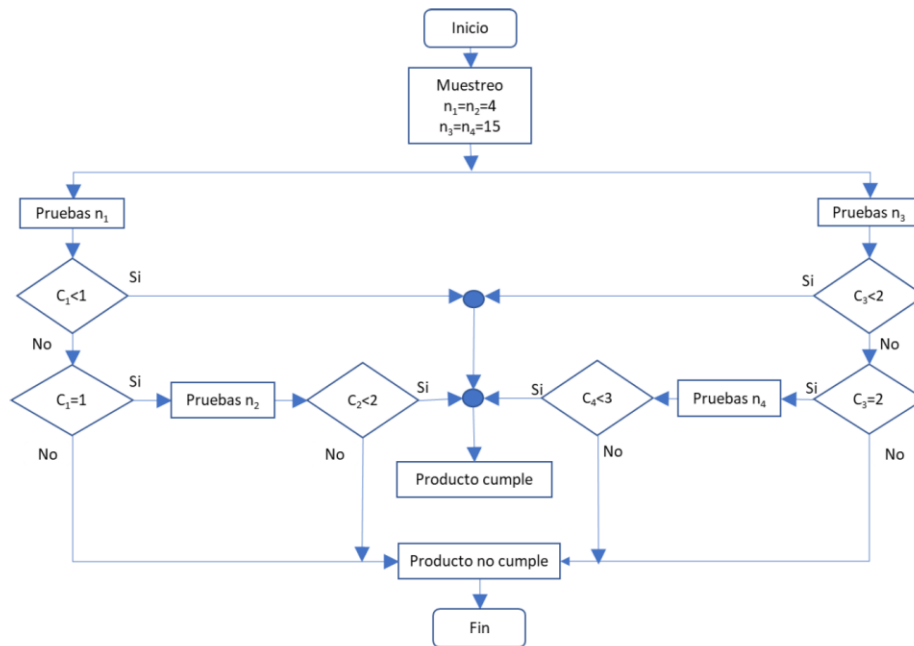 Inicio
Muestreo
n₁=n₂=4
n₃=n₄=15
Pruebas n₁
Pruebas n₃
C₁<1
Si
Si
C₃<2
No
No
C₁=1
Si
Pruebas n₂
C₂<2
Si
Si
C₄<3
Pruebas n₄
Si
C₃=2
No
No
No
No
Producto cumple
Producto no cumple
Fin